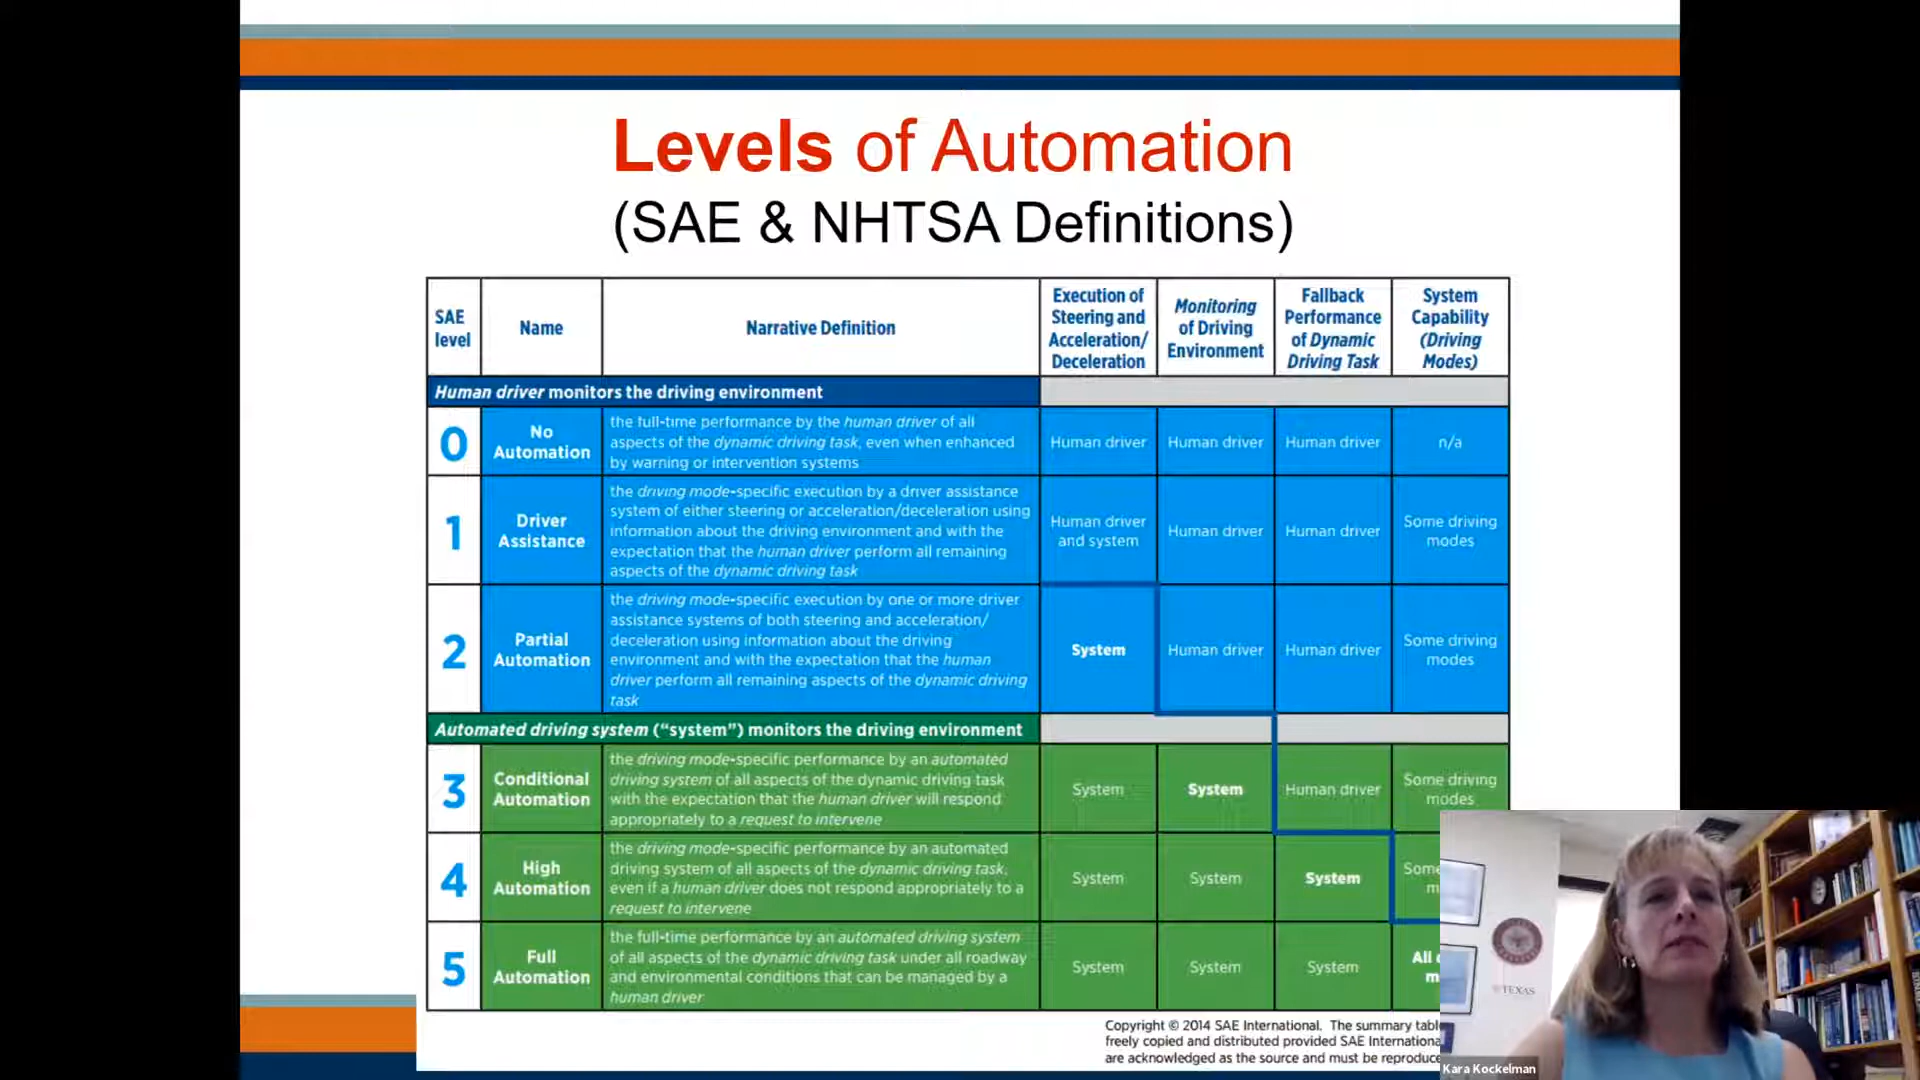 Levels of Automation
(SAE & NHTSA Definitions)
SAE
level
Name
Narrative Definition
Execution of
Steering and
Acceleration/
Deceleration
Monitoring
of Driving
Environment
Fallback
Performance
of Dynamic
Driving Task
System
Capability
(Driving
Modes)
Human driver monitors the driving environment
0
No
Automation
the full-time performance by the human driver of all
aspects of the dynamic driving task, even when enhanced
by warning or intervention systems
Human driver
Human driver
Human driver
n/a
1
Driver
Assistance
the driving mode-specific execution by a driver assistance
system of either steering or acceleration/deceleration using
information about the driving environment and with the
expectation that the human driver perform all remaining
aspects of the dynamic driving task
Human driver
and system
Human driver
Human driver
Some driving
modes
2
Partial
Automation
the driving mode-specific execution by one or more driver
assistance systems of both steering and acceleration/
deceleration using information about the driving
environment and with the expectation that the human
driver perform all remaining aspects of the dynamic driving
task
System
Human driver
Human driver
Some driving
modes
Automated driving system (“system”) monitors the driving environment
3
Conditional
Automation
the driving mode-specific performance by an automated
driving system of all aspects of the dynamic driving task
with the expectation that the human driver will respond
appropriately to a request to intervene
System
System
Human driver
Some driving
modes
4
High
Automation
the driving mode-specific performance by an automated
driving system of all aspects of the dynamic driving task,
even if a human driver does not respond appropriately to a
request to intervene
System
System
System
Some
m
5
Full
Automation
the full-time performance by an automated driving system
of all aspects of the dynamic driving task under all roadway
and environmental conditions that can be managed by a
human driver
System
System
System
All
m
Copyright © 2014 SAE International. The summary tabl
freely copied and distributed provided SAE Internationa
are acknowledged as the source and must be reproduce
TEXAS
Kara Kockelman